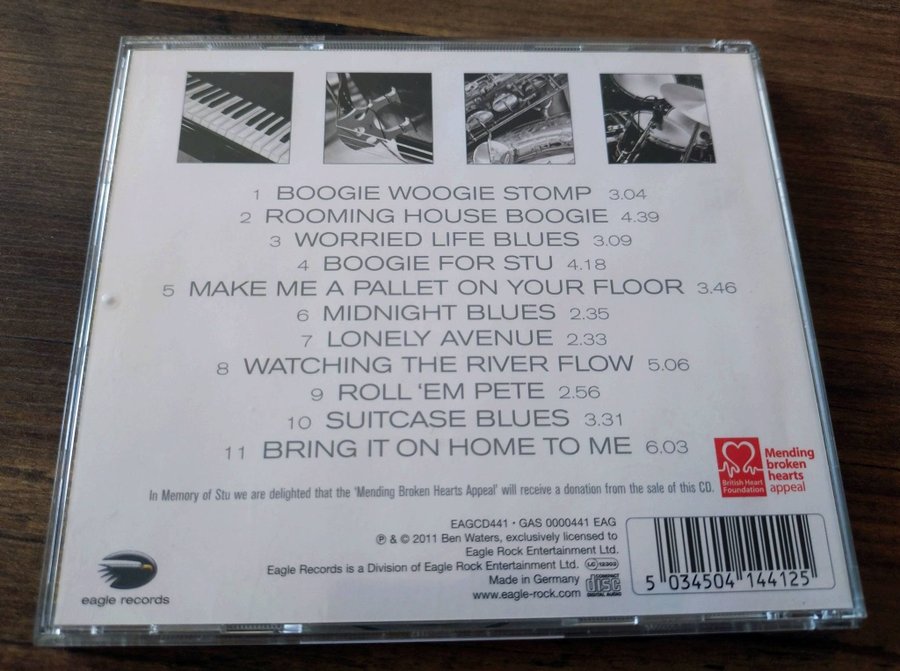 1 BOOGIE WOOGIE STOMP 3.04
2 ROOMING HOUSE BOOGIE 4.39
3 WORRIED LIFE BLUES 3.09
4 BOOGIE FOR STU 4.18
5 MAKE ME A PALLET ON YOUR FLOOR 3.46
6 MIDNIGHT BLUES 2.35
7 LONELY AVENUE 2.33
8 WATCHING THE RIVER FLOW 5.06
9 ROLL 'EM PETE 2.56
10 SUITCASE BLUES 3.31
11 BRING IT ON HOME TO ME 6.03
British Heart
Foundation
Mending
broken
hearts
appeal
In Memory of Stu we are delighted that the 'Mending Broken Hearts Appeal' will receive a donation from the sale of this CD.
EAGCD441 · GAS 0000441 EAG
℗ & © 2011 Ben Waters, exclusively licensed to
Eagle Rock Entertainment Ltd.
Eagle Records is a Division of Eagle Rock Entertainment Ltd. LC 12303
Made in Germany
www.eagle-rock.com
COMPACT
disc
DIGITAL AUDIO
eagle records
5 034504 144125